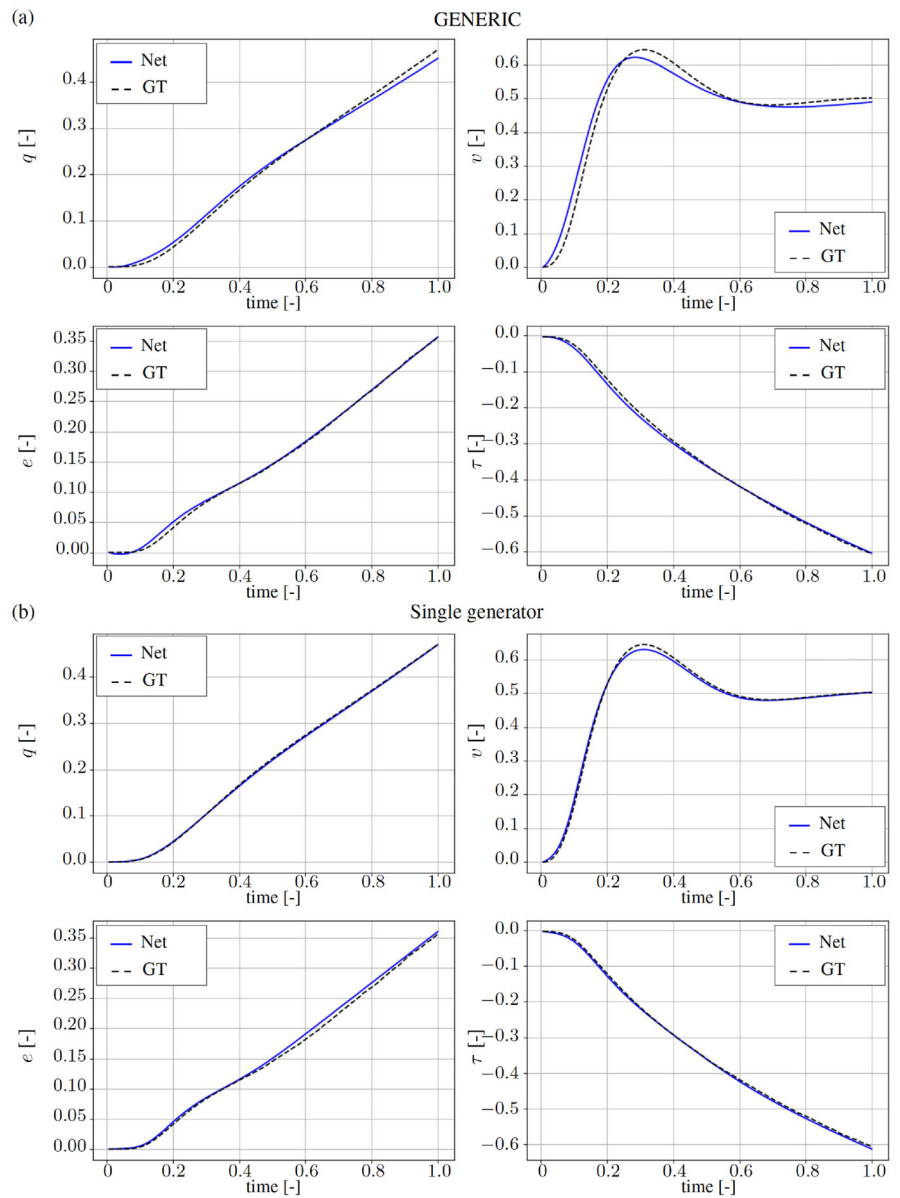 (a)
GENERIC
Net
GT
0.4
0.3
0.2
0.1
0.0
q [-]
0 0.2 0.4 0.6 0.8 1.0
time [-]
0.6
0.5
0.4
0.3
0.2
0.1
0.0
v [-]
Net
GT
0 0.2 0.4 0.6 0.8 1.0
time [-]
Net
GT
0.35
0.30
0.25
0.20
0.15
0.10
0.05
0.00
e [-]
0 0.2 0.4 0.6 0.8 1.0
time [-]
Net
GT
0.0
−0.1
−0.2
−0.3
−0.4
−0.5
−0.6
τ [-]
0 0.2 0.4 0.6 0.8 1.0
time [-]
(b)
Single generator
Net
GT
0.4
0.3
0.2
0.1
0.0
q [-]
0 0.2 0.4 0.6 0.8 1.0
time [-]
0.6
0.5
0.4
0.3
0.2
0.1
0.0
v [-]
Net
GT
0 0.2 0.4 0.6 0.8 1.0
time [-]
Net
GT
0.35
0.30
0.25
0.20
0.15
0.10
0.05
0.00
e [-]
0 0.2 0.4 0.6 0.8 1.0
time [-]
Net
GT
0.0
−0.1
−0.2
−0.3
−0.4
−0.5
−0.6
τ [-]
0 0.2 0.4 0.6 0.8 1.0
time [-]